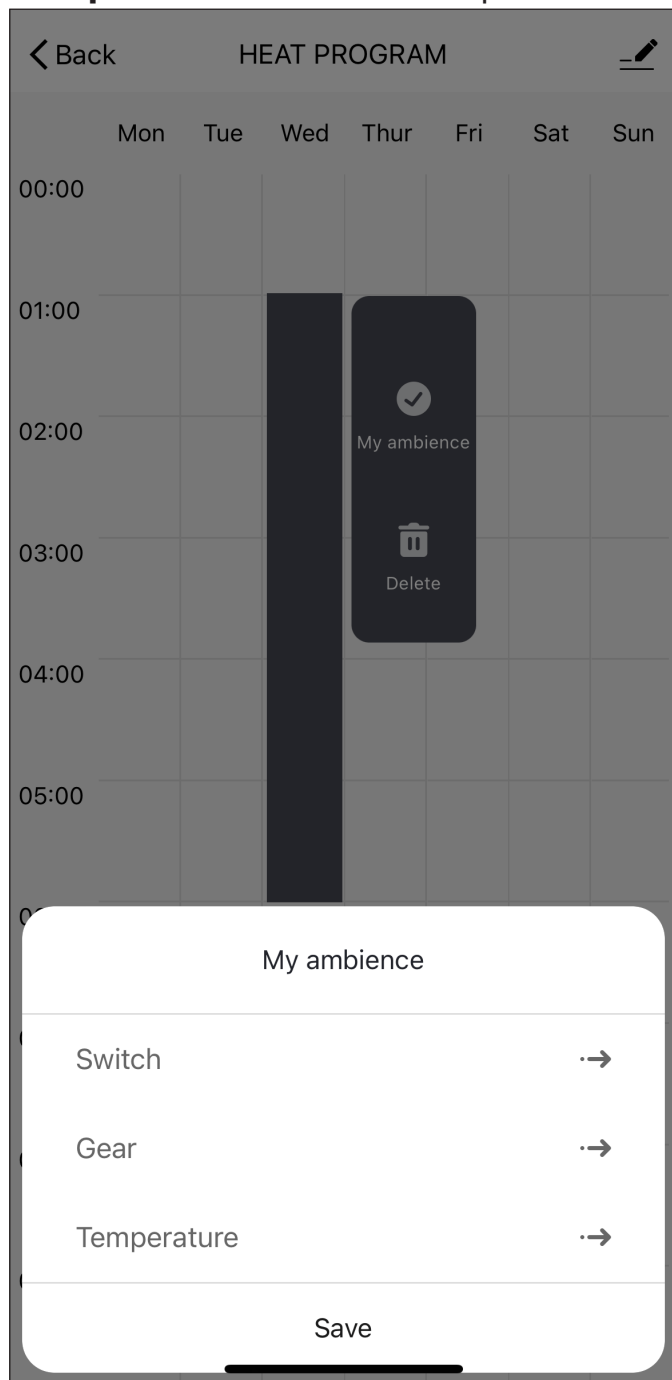 Back HEAT PROGRAM
Mon Tue Wed Thur Fri Sat Sun
00:00
01:00
02:00
My ambience
03:00
Delete
04:00
05:00
My ambience
Switch
Gear
Temperature
Save